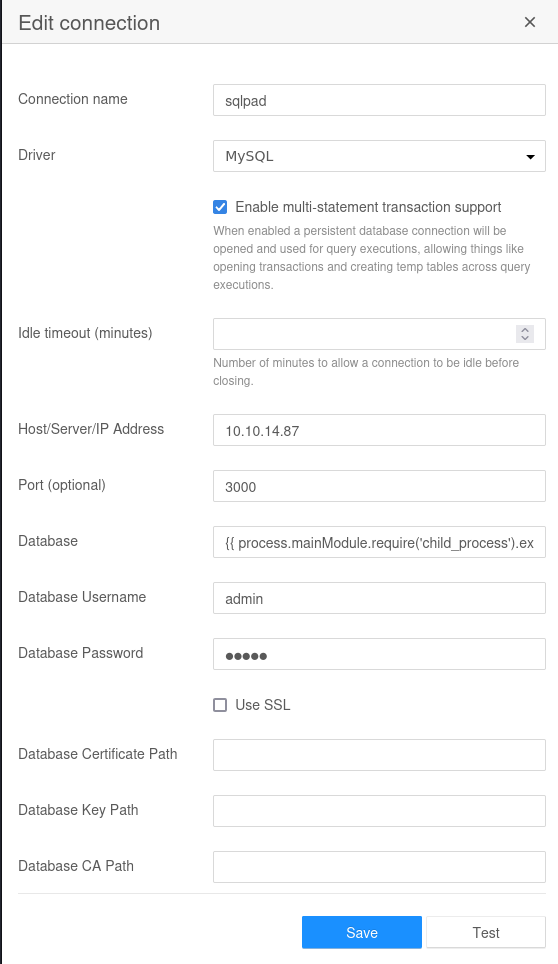 Edit connection
Connection name
sqlpad
Driver
MySQL
Enable multi-statement transaction support
When enabled a persistent database connection will be
opened and used for query executions, allowing things like
opening transactions and creating temp tables across query
executions.
Idle timeout (minutes)
Number of minutes to allow a connection to be idle before
closing.
Host/Server/IP Address
10.10.14.87
Port (optional)
3000
Database
{{ process.mainModule.require('child_process').ex
Database Username
admin
Database Password
●●●●●
Use SSL
Database Certificate Path
Database Key Path
Database CA Path
Save
Test